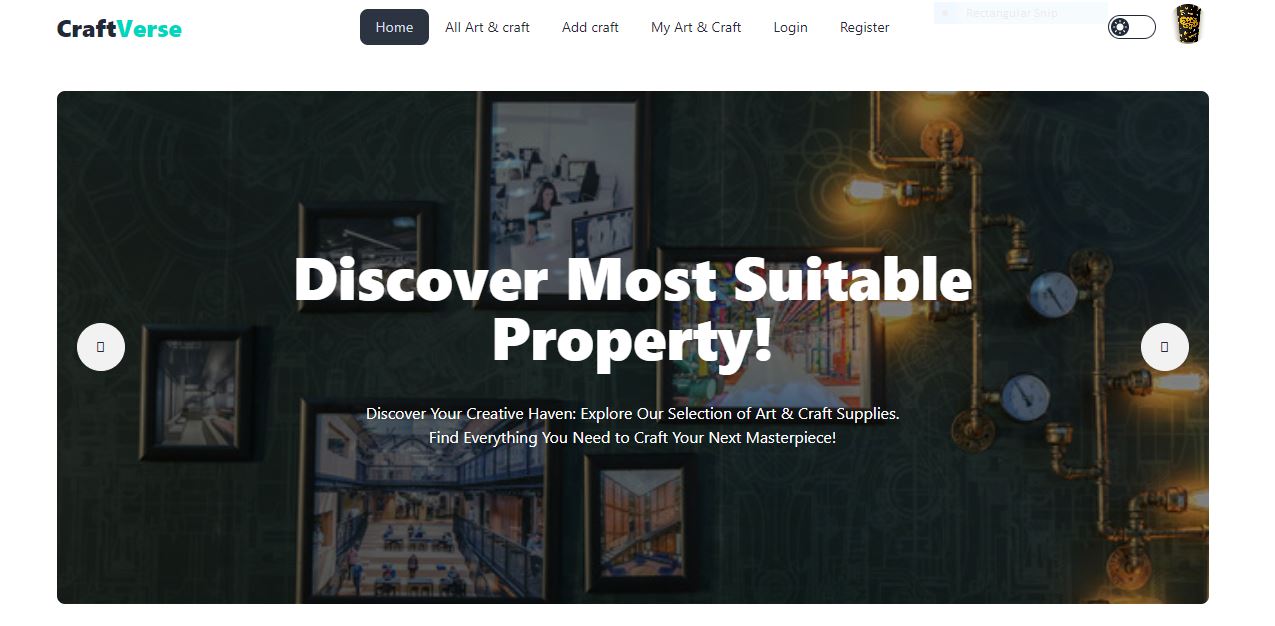 CraftVerse
Home All Art & craft Add craft My Art & Craft Login Register
Rectangular Snip
Discover Most Suitable
Property!
Discover Your Creative Haven: Explore Our Selection of Art & Craft Supplies.
Find Everything You Need to Craft Your Next Masterpiece!